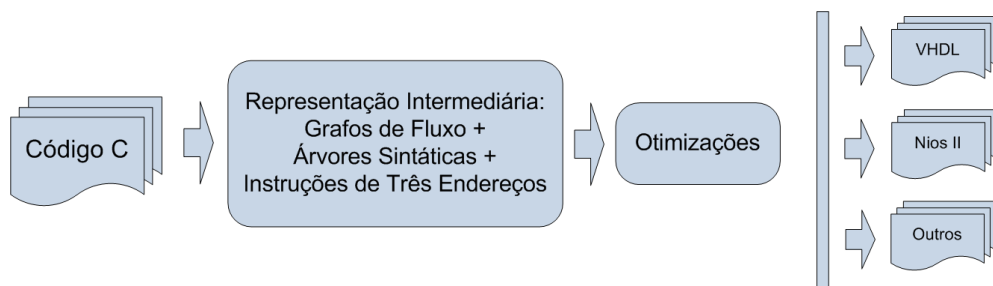 Código C
Representação Intermediária:
Grafos de Fluxo +
Árvores Sintáticas +
Instruções de Três Endereços
Otimizações
VHDL
Nios II
Outros